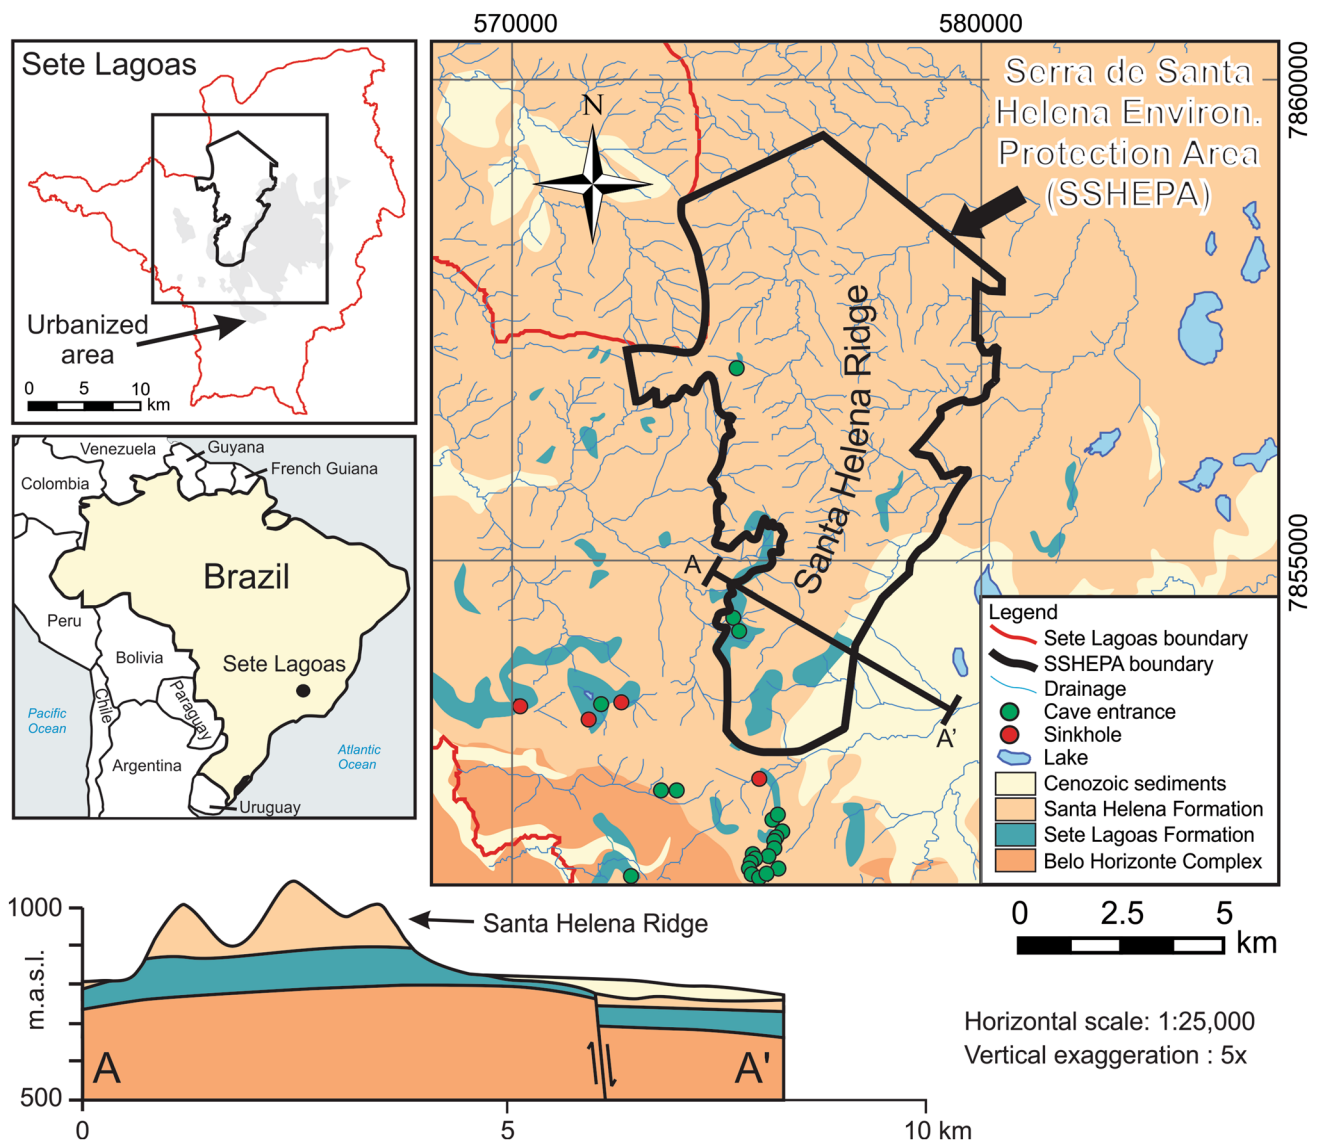 570000
580000
Sete Lagoas
Urbanized
area
0 5 10
km
Venezuela
Guyana
French Guiana
Colombia
Brazil
Peru
Bolivia
Sete Lagoas
Chile
Paraguay
Pacific
Ocean
Argentina
Atlantic
Ocean
Uruguay
N
Serra de Santa
Helena Environ.
Protection Area
(SSHEPA)
7860000
7855000
Santa Helena Ridge
A
A'
Legend
Sete Lagoas boundary
SSHEPA boundary
Drainage
Cave entrance
Sinkhole
Lake
Cenozoic sediments
Santa Helena Formation
Sete Lagoas Formation
Belo Horizonte Complex
0 2.5 5
km
Horizontal scale: 1:25,000
Vertical exaggeration : 5x
1000
m.a.s.l.
500
Santa Helena Ridge
A
A'
0 5 10 km